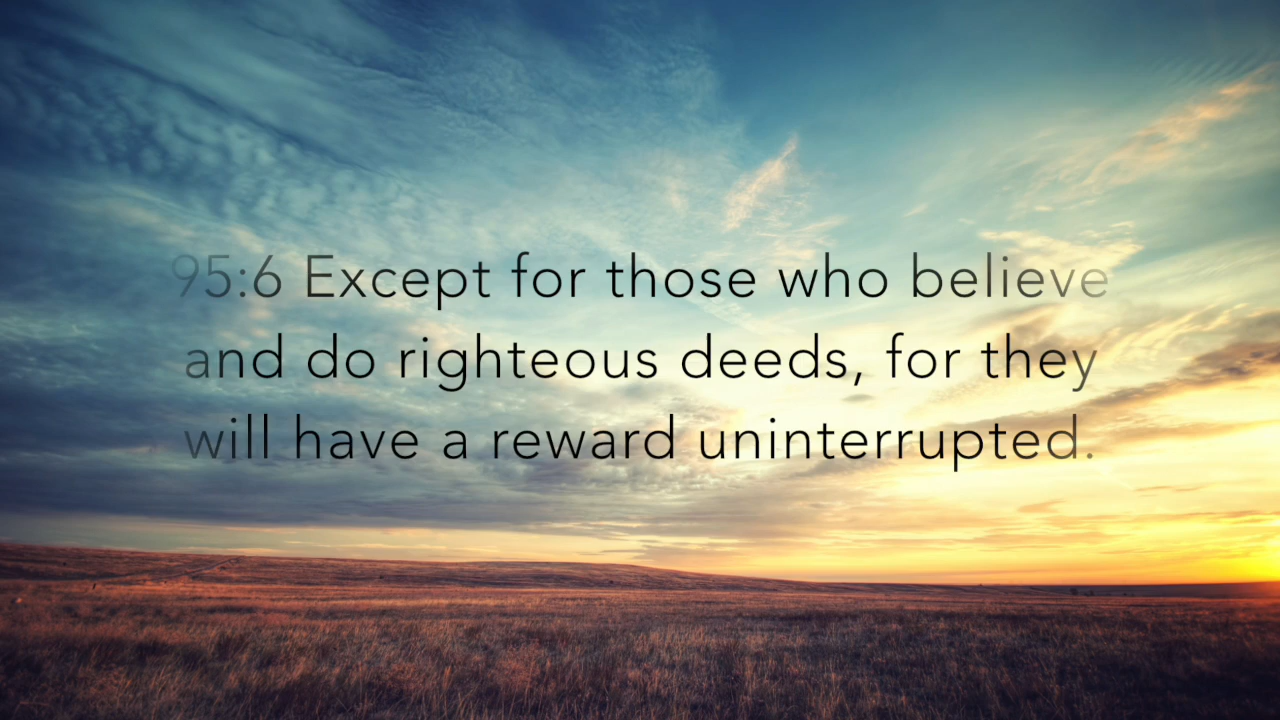 95:6 Except for those who believe
and do righteous deeds, for they
will have a reward uninterrupted.